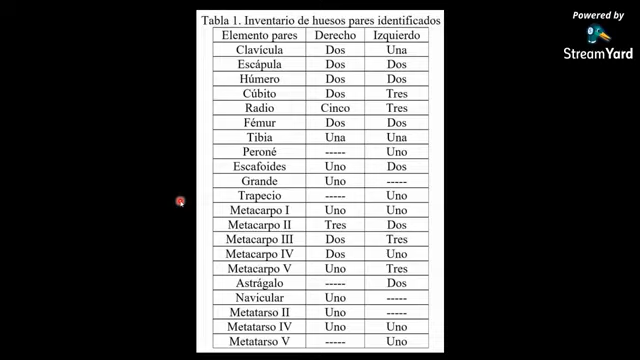 Powered by
StreamYard
Tabla 1. Inventario de huesos pares identificados
Elemento pares Derecho Izquierdo
Clavícula Dos Una
Escápula Dos Dos
Húmero Dos Dos
Cúbito Dos Tres
Radio Cinco Tres
Fémur Dos Dos
Tibia Una Una
Peroné ----- Uno
Escafoides Uno Dos
Grande Uno -----
Trapecio ----- Uno
Metacarpo I Uno Uno
Metacarpo II Tres Dos
Metacarpo III Dos Tres
Metacarpo IV Dos Uno
Metacarpo V Uno Tres
Astrágalo ----- Dos
Navicular Uno -----
Metatarso II Uno -----
Metatarso IV Uno Uno
Metatarso V ----- Uno